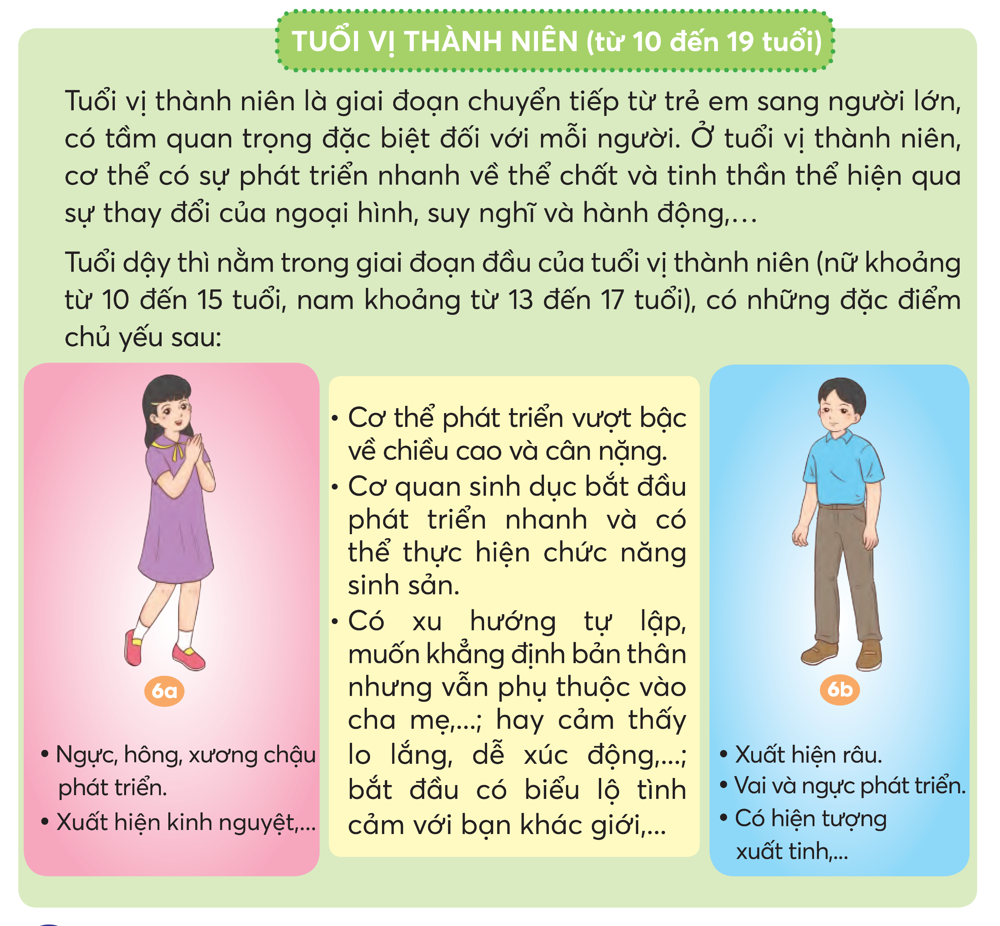 TUỔI VỊ THÀNH NIÊN (từ 10 đến 19 tuổi)
Tuổi vị thành niên là giai đoạn chuyển tiếp từ trẻ em sang người lớn,
có tầm quan trọng đặc biệt đối với mỗi người. Ở tuổi vị thành niên,
cơ thể có sự phát triển nhanh về thể chất và tinh thần thể hiện qua
sự thay đổi của ngoại hình, suy nghĩ và hành động,...
Tuổi dậy thì nằm trong giai đoạn đầu của tuổi vị thành niên (nữ khoảng
từ 10 đến 15 tuổi, nam khoảng từ 13 đến 17 tuổi), có những đặc điểm
chủ yếu sau:
6a
• Ngực, hông, xương chậu
phát triển.
• Xuất hiện kinh nguyệt,...
• Cơ thể phát triển vượt bậc
về chiều cao và cân nặng.
• Cơ quan sinh dục bắt đầu
phát triển nhanh và có
thể thực hiện chức năng
sinh sản.
• Có xu hướng tự lập,
muốn khẳng định bản thân
nhưng vẫn phụ thuộc vào
cha mẹ,...; hay cảm thấy
lo lắng, dễ xúc động,...;
bắt đầu có biểu lộ tình
cảm với bạn khác giới,...
6b
• Xuất hiện râu.
• Vai và ngực phát triển.
• Có hiện tượng
xuất tinh,...